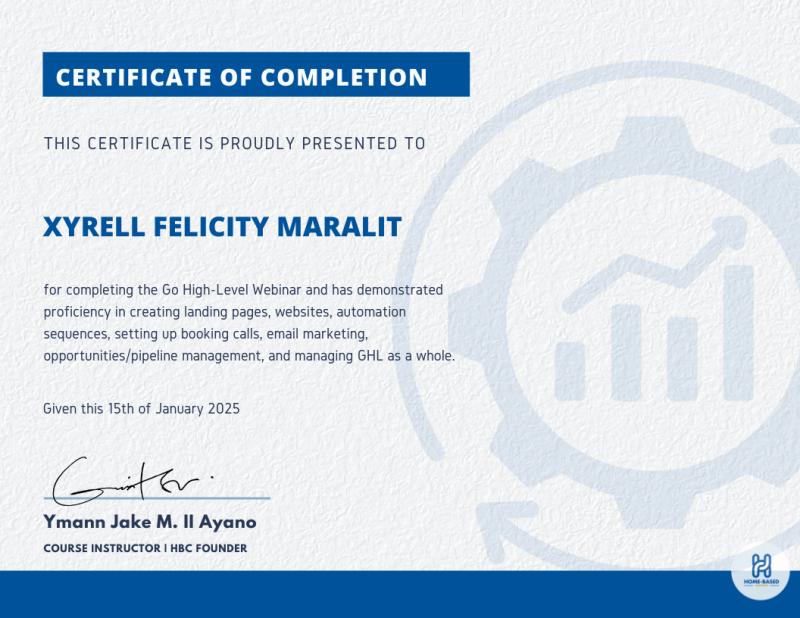 CERTIFICATE OF COMPLETION
THIS CERTIFICATE IS PROUDLY PRESENTED TO
XYRELL FELICITY MARALIT
for completing the Go High-Level Webinar and has demonstrated
proficiency in creating landing pages, websites, automation
sequences, setting up booking calls, email marketing,
opportunities/pipeline management, and managing GHL as a whole.
Given this 15th of January 2025
Ymann Jake M. II Ayano
COURSE INSTRUCTOR | HBC FOUNDER
HOME-BASED